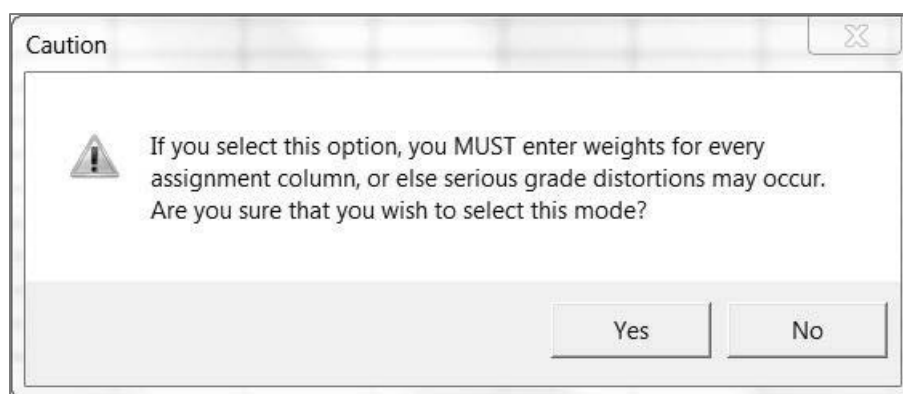 Caution
If you select this option, you MUST enter weights for every
assignment column, or else serious grade distortions may occur.
Are you sure that you wish to select this mode?
Yes
No